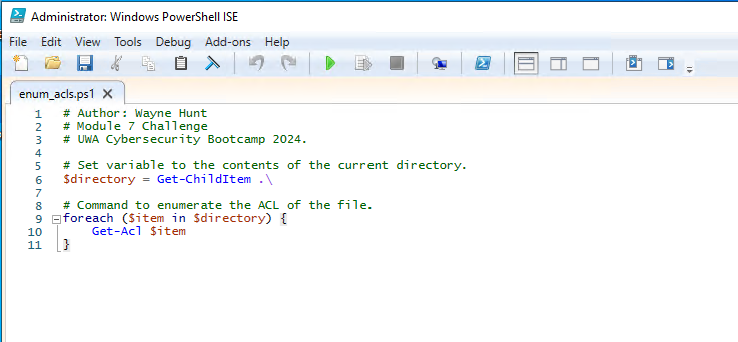 Administrator: Windows PowerShell ISE
File Edit View Tools Debug Add-ons Help
enum_acls.ps1
1 # Author: Wayne Hunt
2 # Module 7 Challenge
3 # UWA Cybersecurity Bootcamp 2024.
4
5 # Set variable to the contents of the current directory.
6 $directory = Get-ChildItem .\
7
8 # Command to enumerate the ACL of the file.
9 foreach ($item in $directory) {
10 Get-Acl $item
11 }